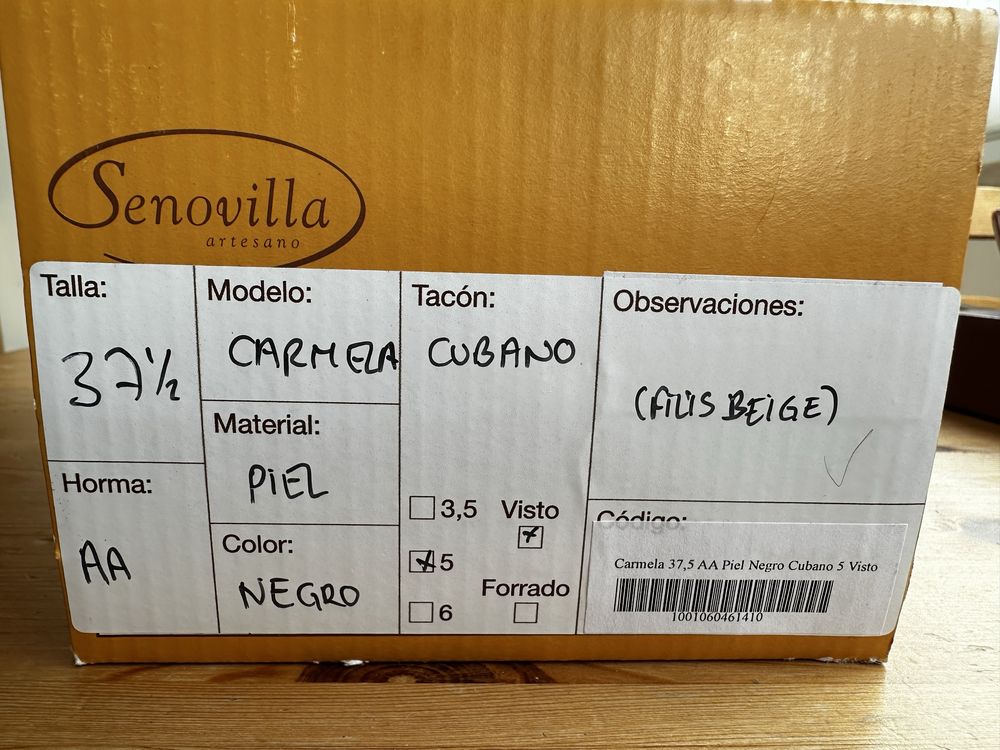 Senovilla
artesano
Talla:
37½
Horma:
AA
Modelo:
CARMELA
Material:
PIEL
Color:
NEGRO
Tacón:
CUBANO
3,5
5
6
Visto
Forrado
Observaciones:
(FILIS BEIGE)
Código:
Carmela 37,5 AA Piel Negro Cubano 5 Visto
1001060461410